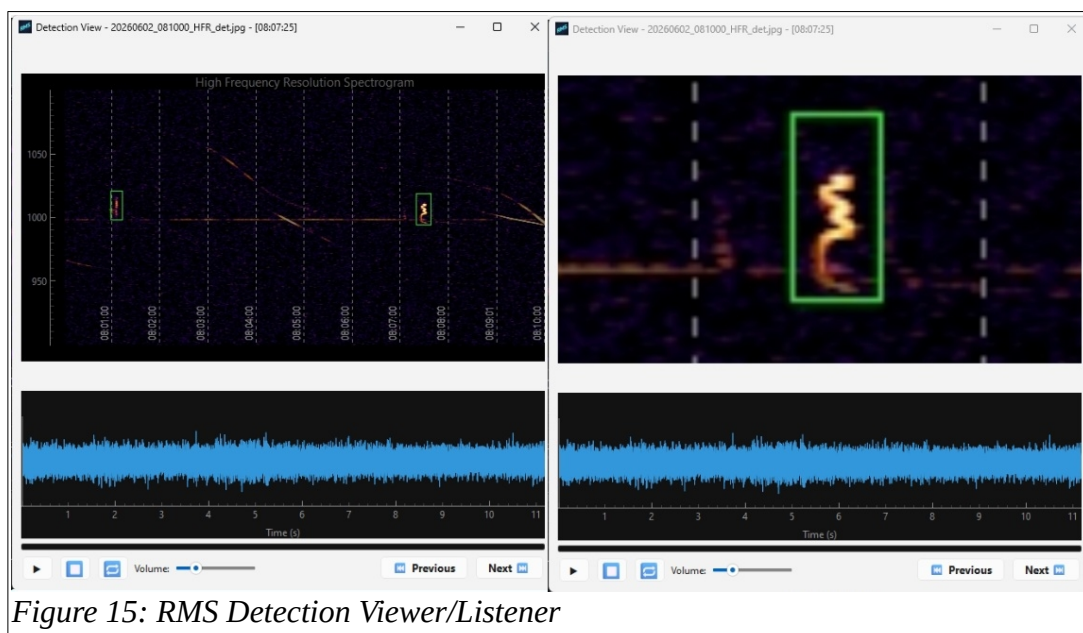 Detection View - 20260602_081000_HFR_det.jpg - [08:07:25]
High Frequency Resolution Spectrogram
1050
1000
950
08:01:00
08:02:00
08:03:00
08:04:00
08:05:00
08:06:00
08:07:00
08:08:00
08:09:01
08:10:00
1 2 3 4 5 6 7 8 9 10 11
Time (s)
Volume:
Previous
Next
Detection View - 20260602_081000_HFR_det.jpg - [08:07:25]
1 2 3 4 5 6 7 8 9 10 11
Time (s)
Volume:
Previous
Next
Figure 15: RMS Detection Viewer/Listener